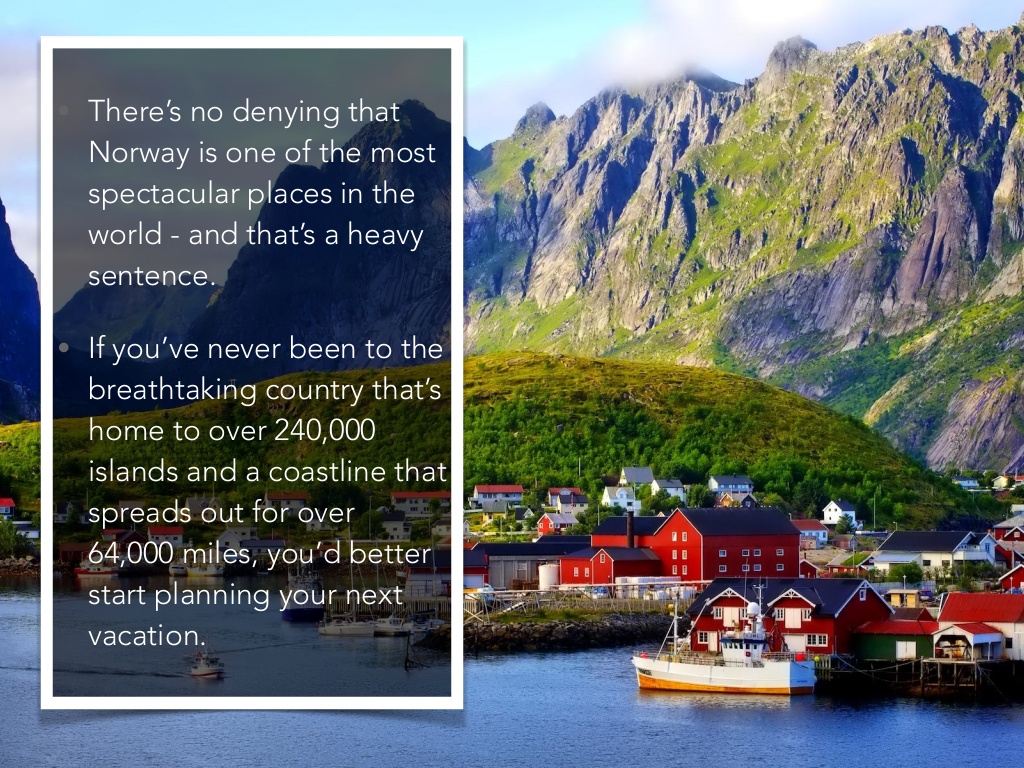 There’s no denying that
Norway is one of the most
spectacular places in the
world - and that’s a heavy
sentence.
If you’ve never been to the
breathtaking country that’s
home to over 240,000
islands and a coastline that
spreads out for over
64,000 miles, you’d better
start planning your next
vacation.